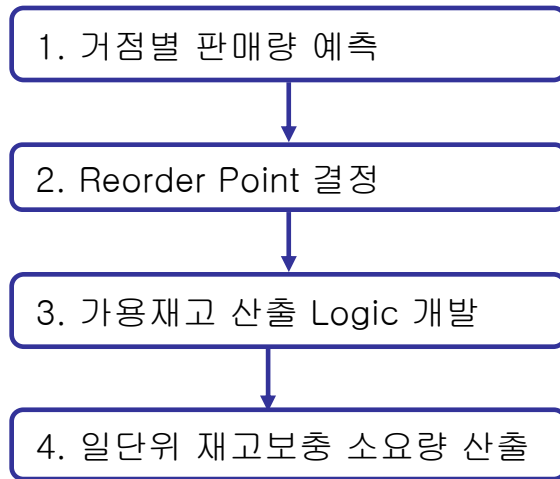 1. 거점별 판매량 예측
2. Reorder Point 결정
3. 가용재고 산출 Logic 개발
4. 일단위 재고보충 소요량 산출